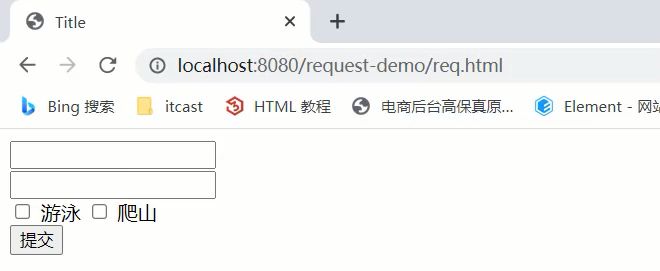 Title
localhost:8080/request-demo/req.html
Bing 搜索 itcast HTML 教程 电商后台高保真原... Element - 网站
游泳 爬山
提交